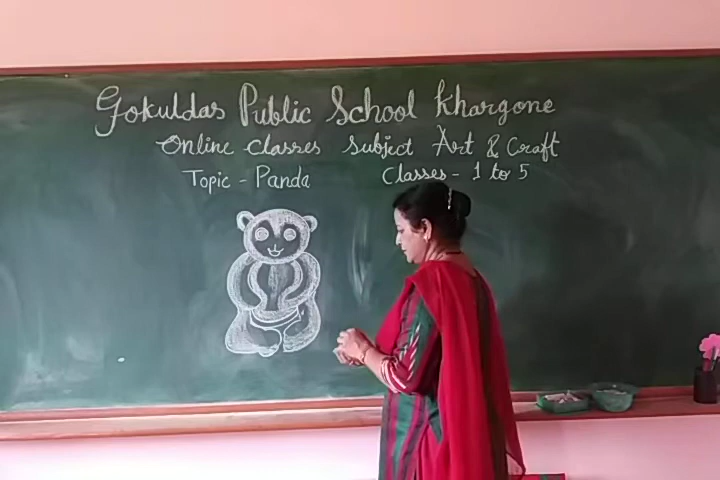 Gokuldas Public School Khargone
Online classes Subject Art & Craft
Topic - Panda Classes - 1 to 5